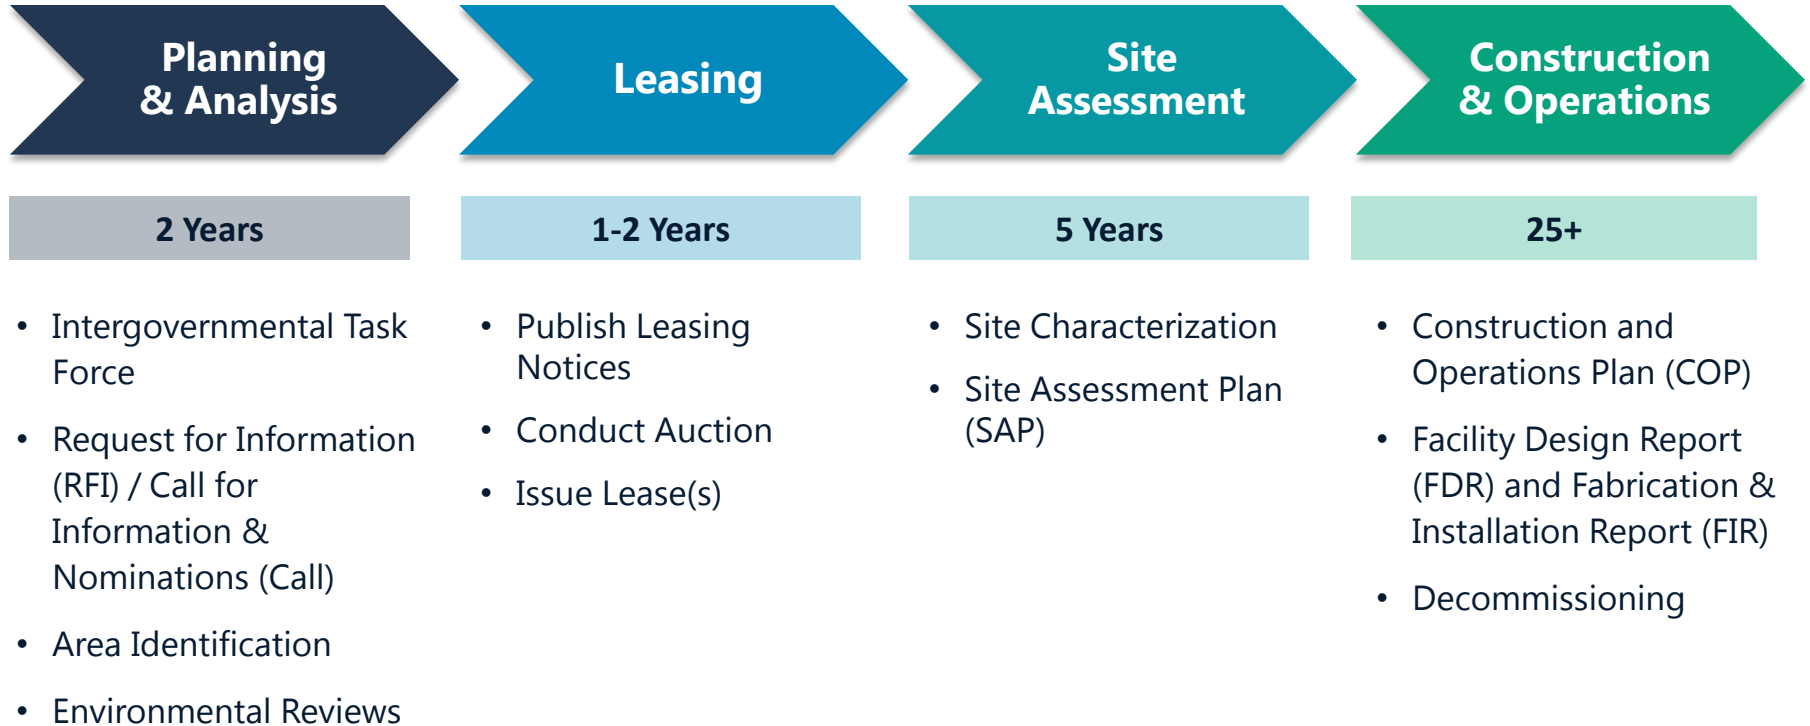 Planning
& Analysis
Leasing
Site
Assessment
Construction
& Operations
2 Years
1-2 Years
5 Years
25+
• Intergovernmental Task
Force
• Request for Information
(RFI) / Call for
Information &
Nominations (Call)
• Area Identification
• Environmental Reviews
• Publish Leasing
Notices
• Conduct Auction
• Issue Lease(s)
• Site Characterization
• Site Assessment Plan
(SAP)
• Construction and
Operations Plan (COP)
• Facility Design Report
(FDR) and Fabrication &
Installation Report (FIR)
• Decommissioning